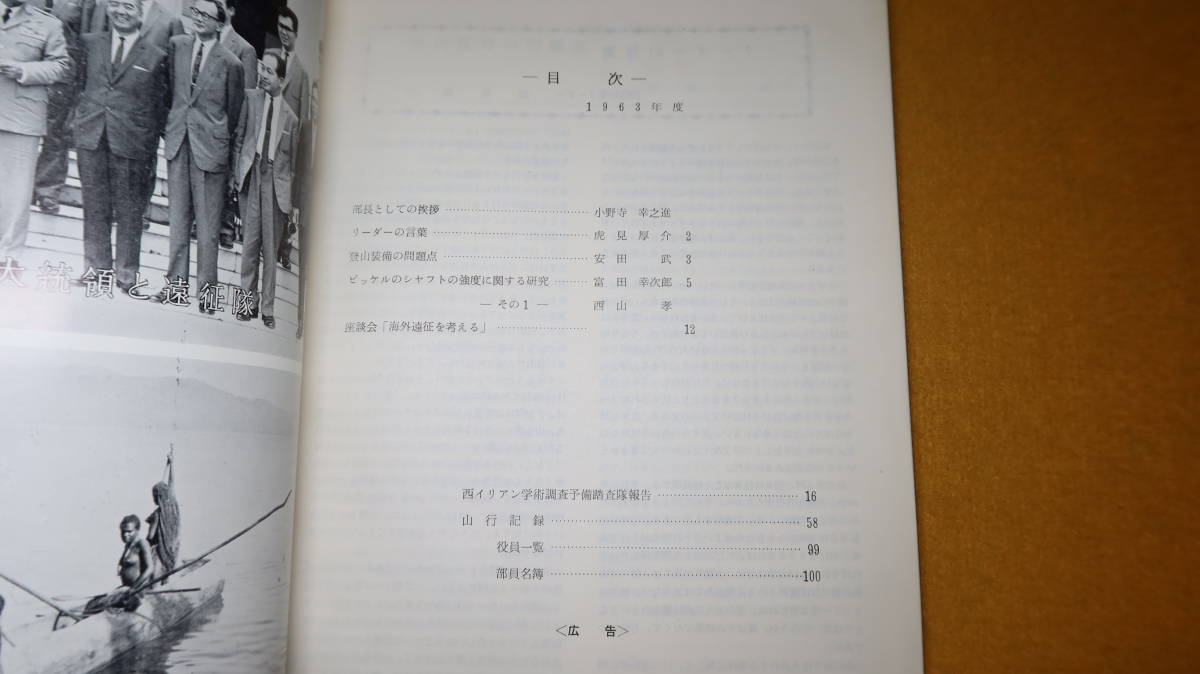 大統領と遠征隊
―目　次―
1963年度
部長としての挨拶 …… 小野寺 幸之進
リーダーの言葉 …… 虎見厚介 2
登山装備の問題点 …… 安田　武 3
ピッケルのシャフトの強度に関する研究 …… 富田 幸次郎 5
― その1 ― 西山　孝
座談会「海外遠征を考える」 …… 12
西イリアン学術調査予備踏査隊報告 …… 16
山行記録 …… 58
役員一覧 …… 99
部員名簿 …… 100
＜広　告＞